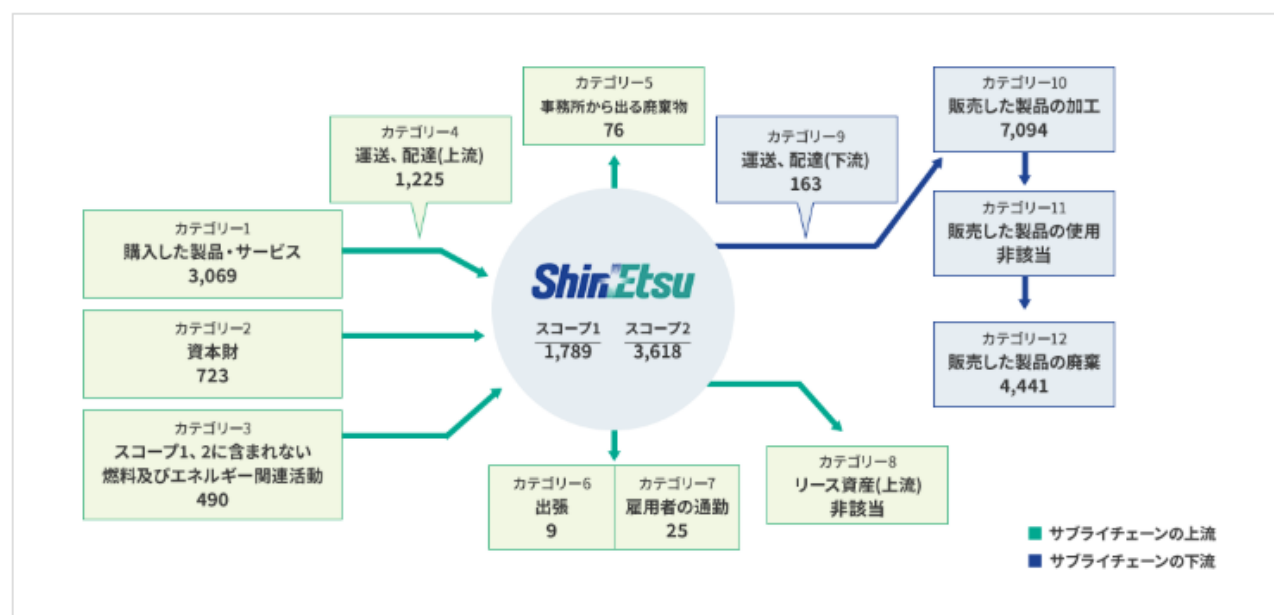 カテゴリー5
事務所から出る廃棄物
76
カテゴリー10
販売した製品の加工
7,094
カテゴリー4
運送、配達(上流)
1,225
カテゴリー9
運送、配達(下流)
163
カテゴリー1
購入した製品・サービス
3,069
カテゴリー11
販売した製品の使用
非該当
ShinEtsu
スコープ1
1,789
スコープ2
3,618
カテゴリー2
資本財
723
カテゴリー12
販売した製品の廃棄
4,441
カテゴリー3
スコープ1、2に含まれない
燃料及びエネルギー関連活動
490
カテゴリー6
出張
9
カテゴリー7
雇用者の通勤
25
カテゴリー8
リース資産(上流)
非該当
サプライチェーンの上流
サプライチェーンの下流